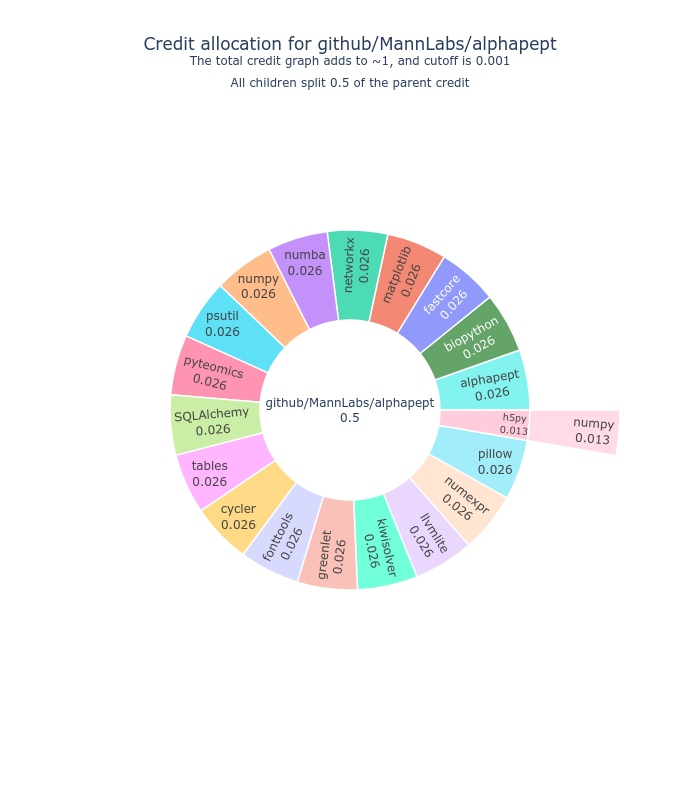 Credit allocation for github/MannLabs/alphapept
The total credit graph adds to ~1, and cutoff is 0.001
All children split 0.5 of the parent credit
github/MannLabs/alphapept
0.5
alphapept
0.026
biopython
0.026
fastcore
0.026
matplotlib
0.026
networkx
0.026
numba
0.026
numpy
0.026
psutil
0.026
pyteomics
0.026
SQLAlchemy
0.026
tables
0.026
cycler
0.026
fonttools
0.026
greenlet
0.026
kiwisolver
0.026
llvmlite
0.026
numexpr
0.026
pillow
0.026
h5py
0.013
numpy
0.013